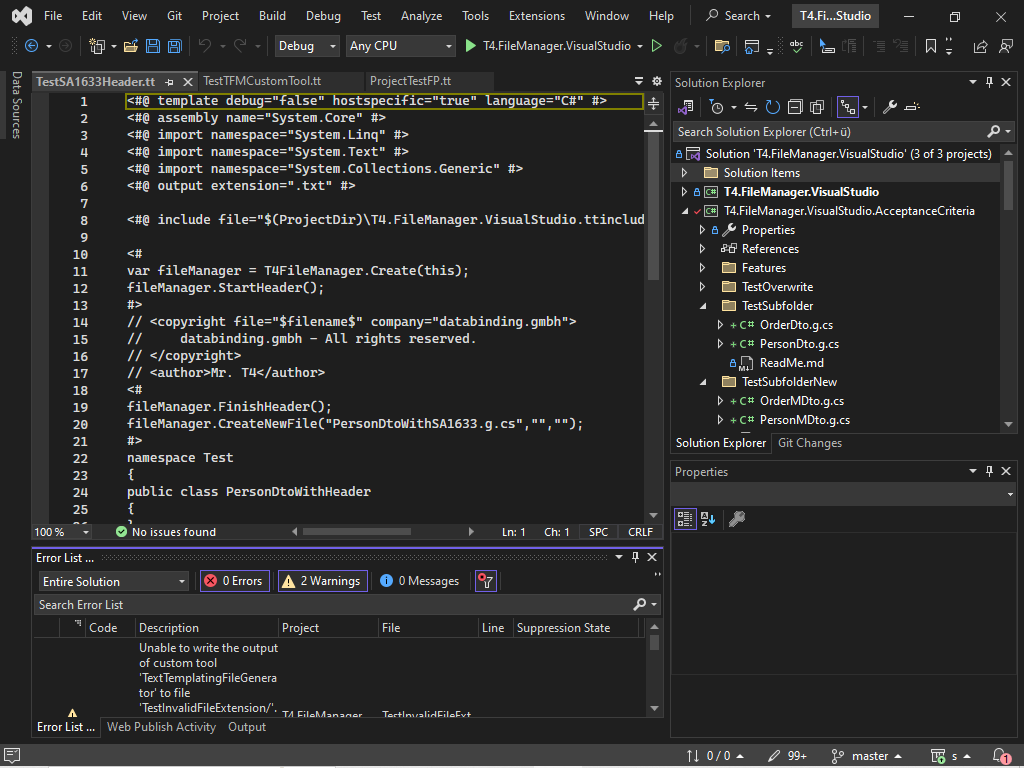 File Edit View Git Project Build Debug Test Analyze Tools Extensions Window Help Search T4.Fi...Studio
Debug Any CPU T4.FileManager.VisualStudio
Data Sources
TestSA1633Header.tt TestTFMCustomTool.tt ProjectTestFP.tt
1 <#@ template debug="false" hostspecific="true" language="C#" #>
2 <#@ assembly name="System.Core" #>
3 <#@ import namespace="System.Linq" #>
4 <#@ import namespace="System.Text" #>
5 <#@ import namespace="System.Collections.Generic" #>
6 <#@ output extension=".txt" #>
7
8 <#@ include file="$(ProjectDir)\T4.FileManager.VisualStudio.ttinclud
9
10 <#
11 var fileManager = T4FileManager.Create(this);
12 fileManager.StartHeader();
13 #>
14 // <copyright file="$filename$" company="databinding.gmbh">
15 //     databinding.gmbh - All rights reserved.
16 // </copyright>
17 // <author>Mr. T4</author>
18 <#
19 fileManager.FinishHeader();
20 fileManager.CreateNewFile("PersonDtoWithSA1633.g.cs","","");
21 #>
22 namespace Test
23 {
24 public class PersonDtoWithHeader
25 {
100 % No issues found Ln: 1 Ch: 1 SPC CRLF
Error List ...
Entire Solution 0 Errors 2 Warnings 0 Messages
Search Error List
Code Description Project File Line Suppression State
Unable to write the output
of custom tool
'TextTemplatingFileGenera
tor' to file
'TestInvalidFileExtension/'.
T4.FileManager. TestInvalidFileExt
Error List ... Web Publish Activity Output
Solution Explorer
Search Solution Explorer (Ctrl+ü)
Solution 'T4.FileManager.VisualStudio' (3 of 3 projects)
Solution Items
C# T4.FileManager.VisualStudio
C# T4.FileManager.VisualStudio.AcceptanceCriteria
Properties
References
Features
TestOverwrite
TestSubfolder
C# OrderDto.g.cs
C# PersonDto.g.cs
ReadMe.md
TestSubfolderNew
C# OrderMDto.g.cs
C# PersonMDto.g.cs
Solution Explorer Git Changes
Properties
0 / 0 99+ master s 1